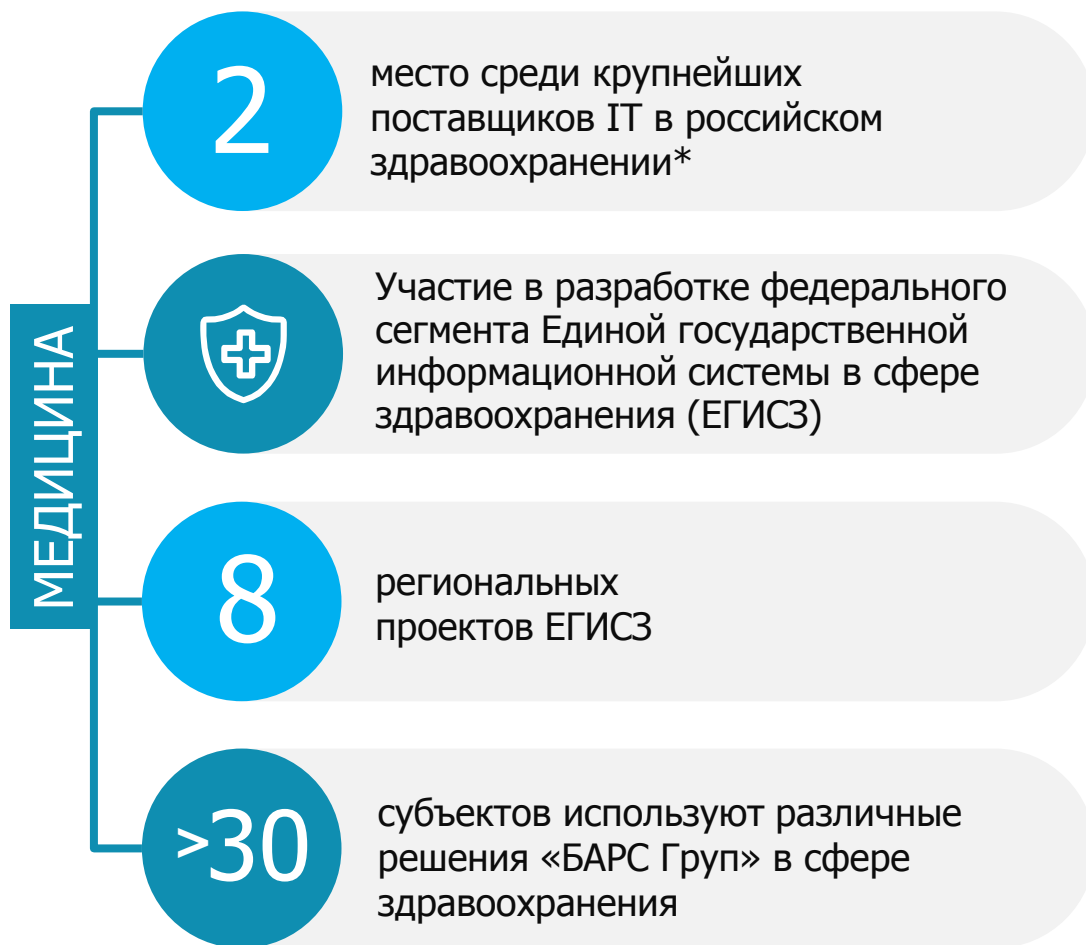 МЕДИЦИНА
2
место среди крупнейших
поставщиков IT в российском
здравоохранении*
Участие в разработке федерального
сегмента Единой государственной
информационной системы в сфере
здравоохранения (ЕГИСЗ)
8
региональных
проектов ЕГИСЗ
>30
субъектов используют различные
решения «БАРС Груп» в сфере
здравоохранения